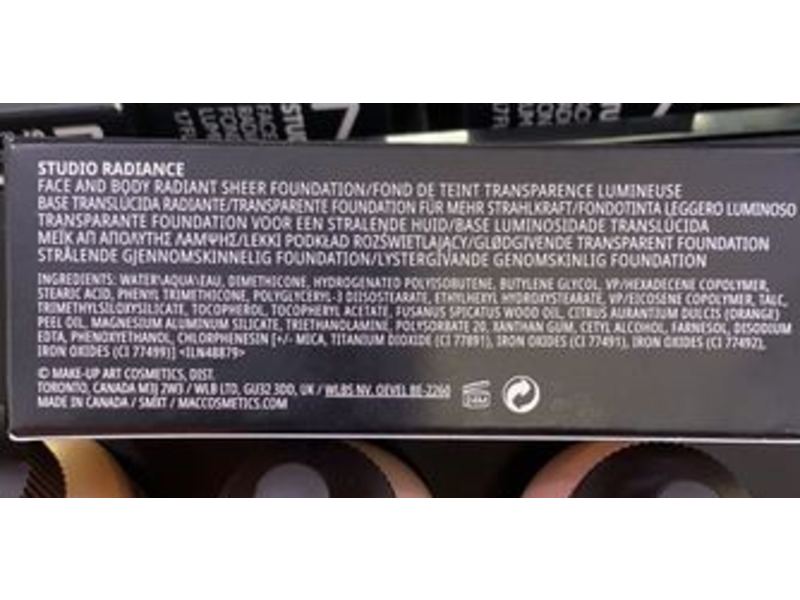 STUDIO RADIANCE
FACE AND BODY RADIANT SHEER FOUNDATION/FOND DE TEINT TRANSPARENCE LUMINEUSE
BASE TRANSLÚCIDA RADIANTE/TRANSPARENTE FOUNDATION FÜR MEHR STRAHLKRAFT/FONDOTINTA LEGGERO LUMINOSO
TRANSPARANTE FOUNDATION VOOR EEN STRALENDE HUID/BASE LUMINOSIDADE TRANSLÚCIDA
ΜΕΪΚ ΑΠ ΑΠΟΛΥΤΗΣ ΛΑΜΨΗΣ/LEKKI PODKŁAD ROZŚWIETLAJĄCY/GLØDGIVENDE TRANSPARENT FOUNDATION
STRÅLENDE GJENNOMSKINNELIG FOUNDATION/LYSTERGIVANDE GENOMSKINLIG FOUNDATION
INGREDIENTS: WATER\AQUA\EAU, DIMETHICONE, HYDROGENATED POLYISOBUTENE, BUTYLENE GLYCOL, VP/HEXADECENE COPOLYMER,
STEARIC ACID, PHENYL TRIMETHICONE, POLYGLYCERYL-3 DIISOSTEARATE, ETHYLHEXYL HYDROXYSTEARATE, VP/EICOSENE COPOLYMER, TALC,
TRIMETHYLSILOXYSILICATE, TOCOPHEROL, TOCOPHERYL ACETATE, FUSANUS SPICATUS WOOD OIL, CITRUS AURANTIUM DULCIS (ORANGE)
PEEL OIL, MAGNESIUM ALUMINUM SILICATE, TRIETHANOLAMINE, POLYSORBATE 20, XANTHAN GUM, CETYL ALCOHOL, FARNESOL, DISODIUM
EDTA, PHENOXYETHANOL, CHLORPHENESIN [+/- MICA, TITANIUM DIOXIDE (CI 77891), IRON OXIDES (CI 77491), IRON OXIDES (CI 77492),
IRON OXIDES (CI 77499)] <ILN48879>
© MAKE-UP ART COSMETICS, DIST.
TORONTO, CANADA M3J 2W3 / WLB LTD, GU32 3DD, UK / WLBS NV. OEVEL BE-2260
MADE IN CANADA / SMXT / MACCOSMETICS.COM
24M